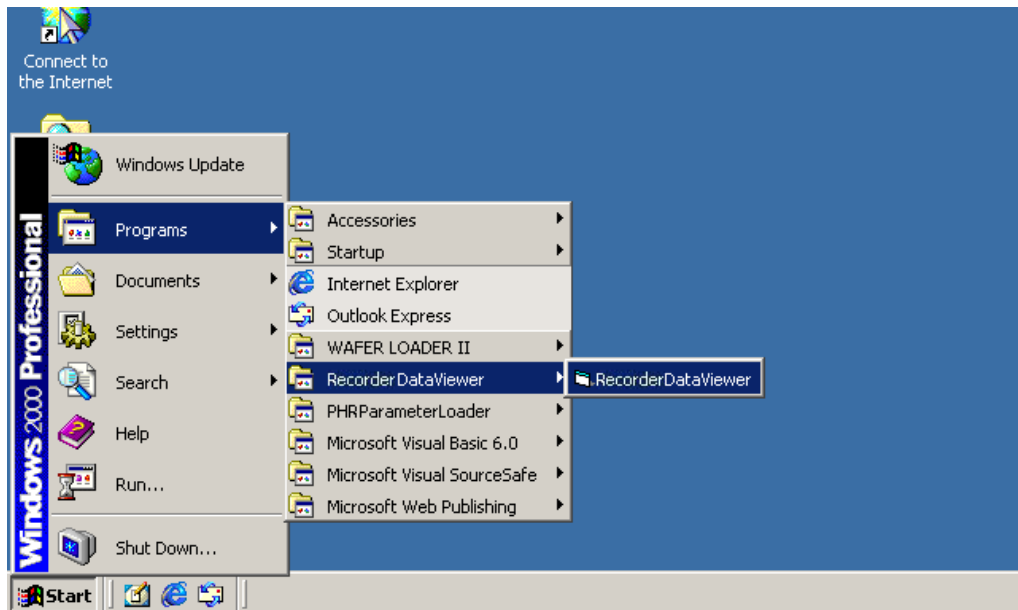 Connect to
the Internet
Windows 2000 Professional
Windows Update
Programs
Documents
Settings
Search
Help
Run...
Shut Down...
Accessories
Startup
Internet Explorer
Outlook Express
WAFER LOADER II
RecorderDataViewer
PHRParameterLoader
Microsoft Visual Basic 6.0
Microsoft Visual SourceSafe
Microsoft Web Publishing
RecorderDataViewer
Start